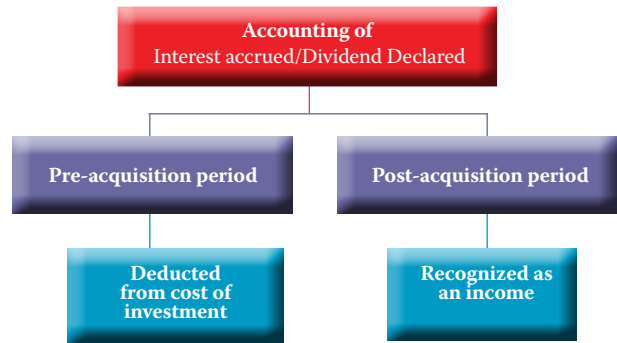 Accounting of
Interest accrued/Dividend Declared
Pre-acquisition period
Post-acquisition period
Deducted
from cost of
investment
Recognized as
an income